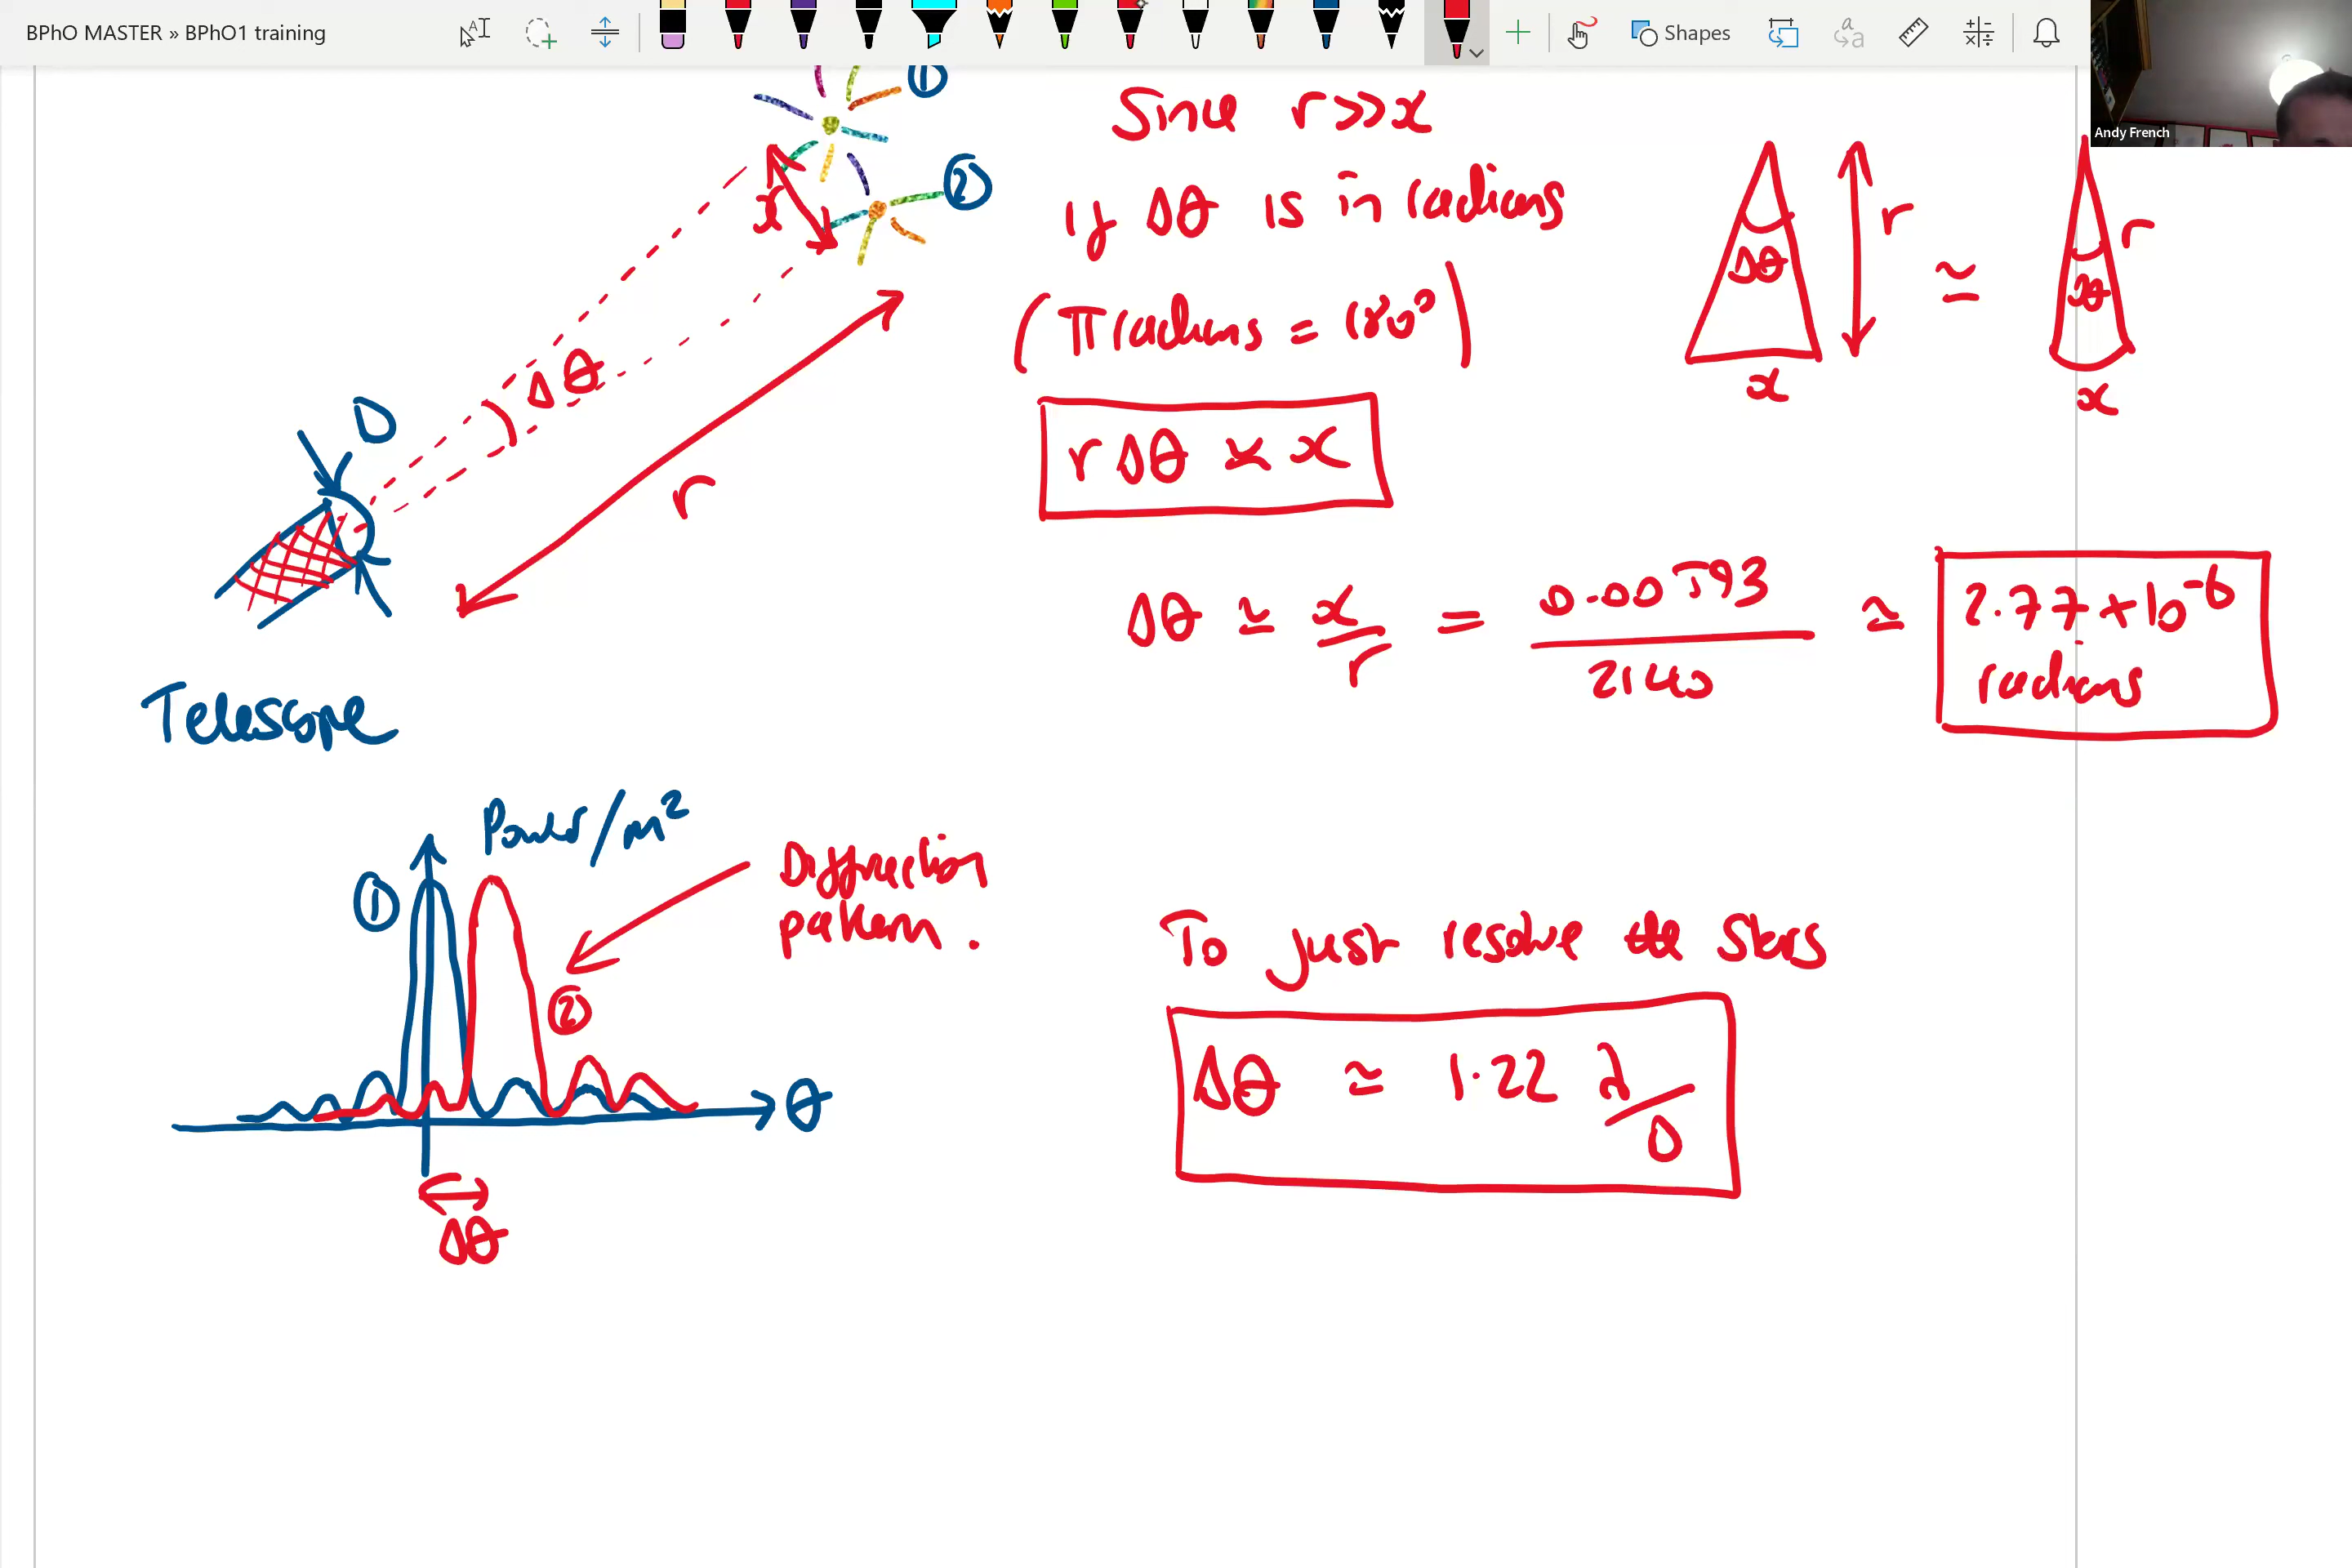 BPhO MASTER » BPhO1 training
Shapes
Andy French
①
②
x
Δθ
D
r
Telescope
Since r>>x
if Δθ is in radians
(π radians = 180°)
rΔθ ≃ x
Δθ
r
x
≃
r
Δθ
x
Δθ ≃ x/r = 0.00593/2140 ≃ 2.77×10⁻⁶
radians
Power/m²
①
②
Diffraction
pattern.
θ
Δθ
To just resolve the stars
Δθ ≃ 1.22 λ/D